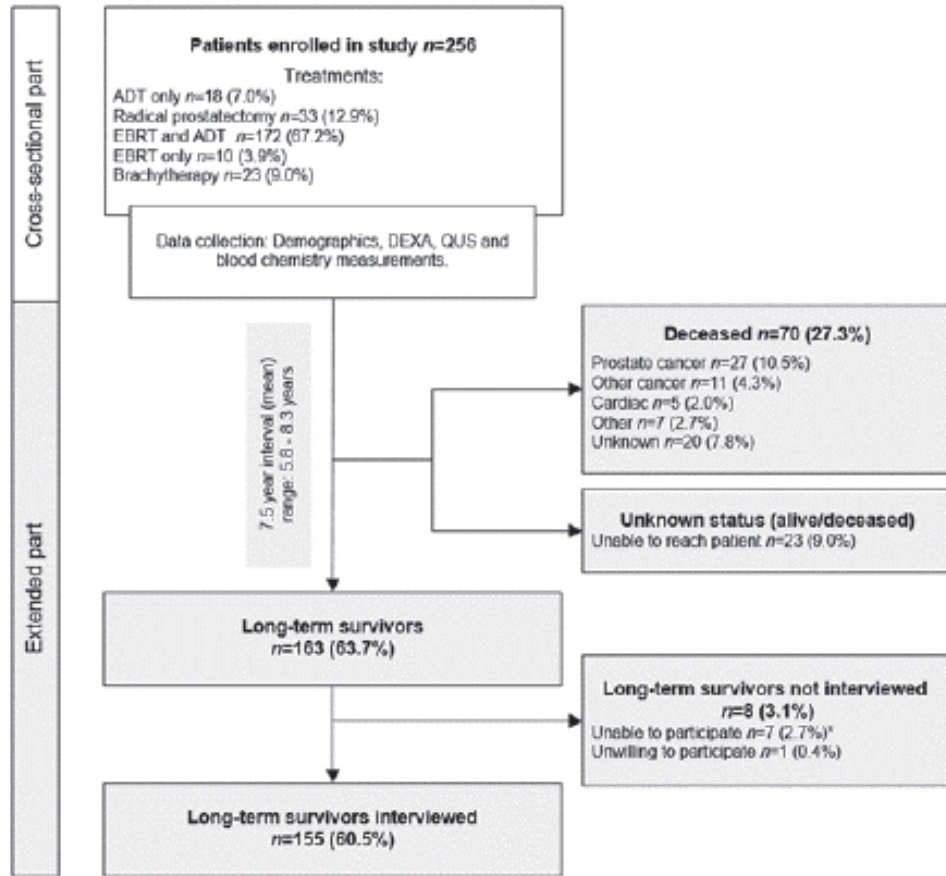 Cross-sectional part
Patients enrolled in study n=256
Treatments:
ADT only n=18 (7.0%)
Radical prostatectomy n=33 (12.9%)
EBRT and ADT n=172 (67.2%)
EBRT only n=10 (3.9%)
Brachytherapy n=23 (9.0%)
Data collection: Demographics, DEXA, QUS and
blood chemistry measurements.
Extended part
7.5 year interval (mean)
range: 5.8 - 8.3 years
Deceased n=70 (27.3%)
Prostate cancer n=27 (10.5%)
Other cancer n=11 (4.3%)
Cardiac n=5 (2.0%)
Other n=7 (2.7%)
Unknown n=20 (7.8%)
Unknown status (alive/deceased)
Unable to reach patient n=23 (9.0%)
Long-term survivors
n=163 (63.7%)
Long-term survivors not interviewed
n=8 (3.1%)
Unable to participate n=7 (2.7%)*
Unwilling to participate n=1 (0.4%)
Long-term survivors interviewed
n=155 (60.5%)